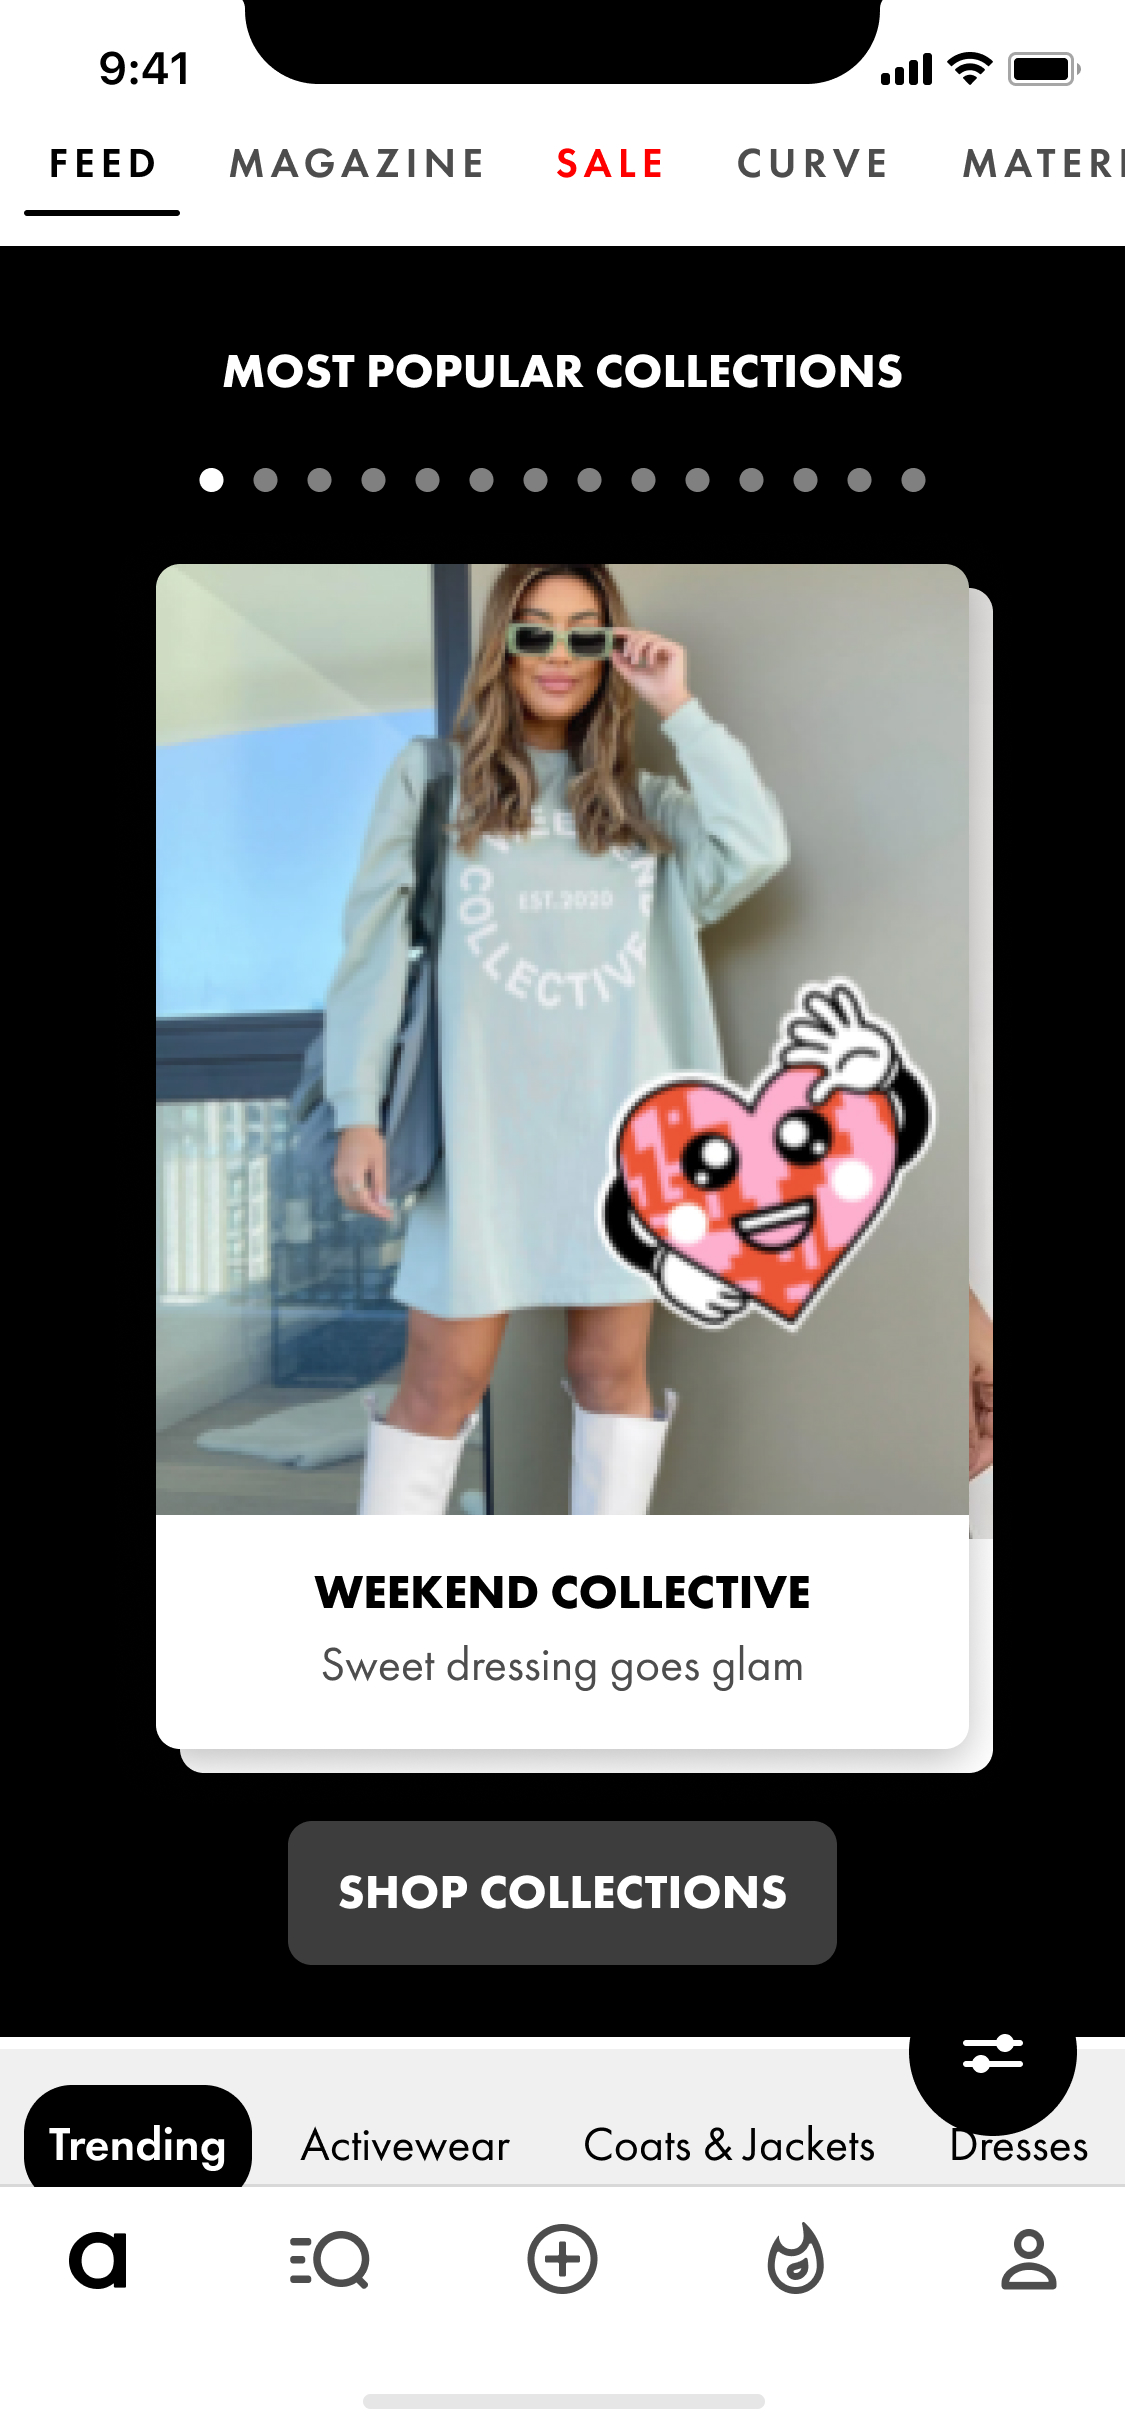 9:41
FEED MAGAZINE SALE CURVE MATERI
MOST POPULAR COLLECTIONS
EST.2020
COLLECTIVE
WEEKEND COLLECTIVE
Sweet dressing goes glam
SHOP COLLECTIONS
Trending Activewear Coats & Jackets Dresses
a